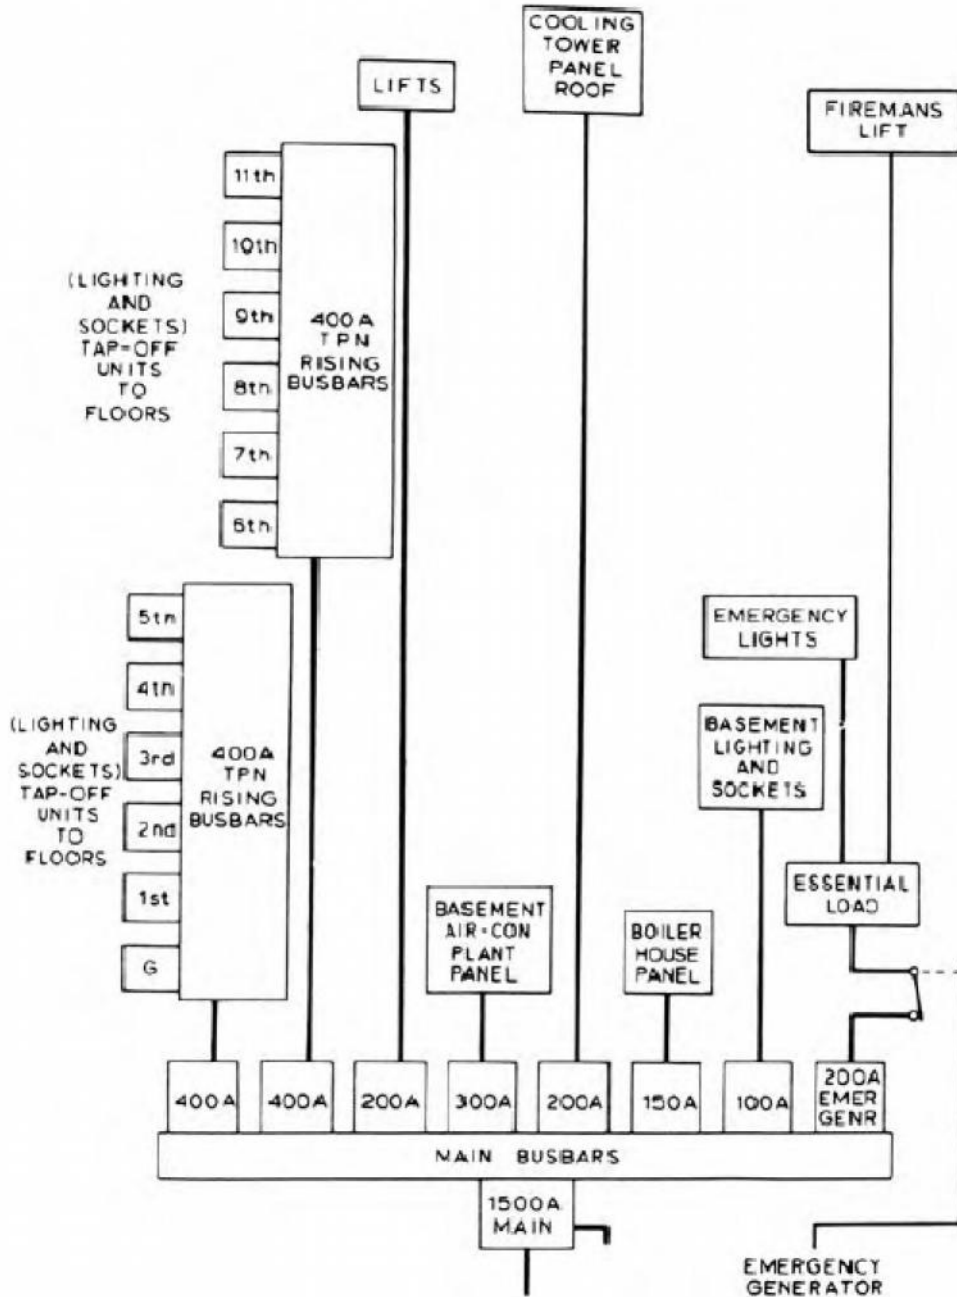 COOLING
TOWER
PANEL
ROOF
LIFTS
FIREMANS
LIFT
11th
10th
9th
8th
7th
6th
(LIGHTING
AND
SOCKETS)
TAP-OFF
UNITS
TO
FLOORS
400A
TPN
RISING
BUSBARS
5th
4th
3rd
2nd
1st
G
(LIGHTING
AND
SOCKETS)
TAP-OFF
UNITS
TO
FLOORS
400A
TPN
RISING
BUSBARS
EMERGENCY
LIGHTS
BASEMENT
LIGHTING
AND
SOCKETS
ESSENTIAL
LOAD
BASEMENT
AIR-CON
PLANT
PANEL
BOILER
HOUSE
PANEL
400A
400A
200A
300A
200A
150A
100A
200A
EMER
GENR
MAIN BUSBARS
1500A
MAIN
EMERGENCY
GENERATOR